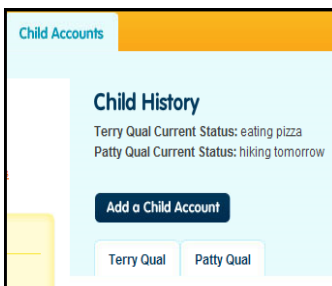 Child Accounts
Child History
Terry Qual Current Status: eating pizza
Patty Qual Current Status: hiking tomorrow
Add a Child Account
Terry Qual
Patty Qual